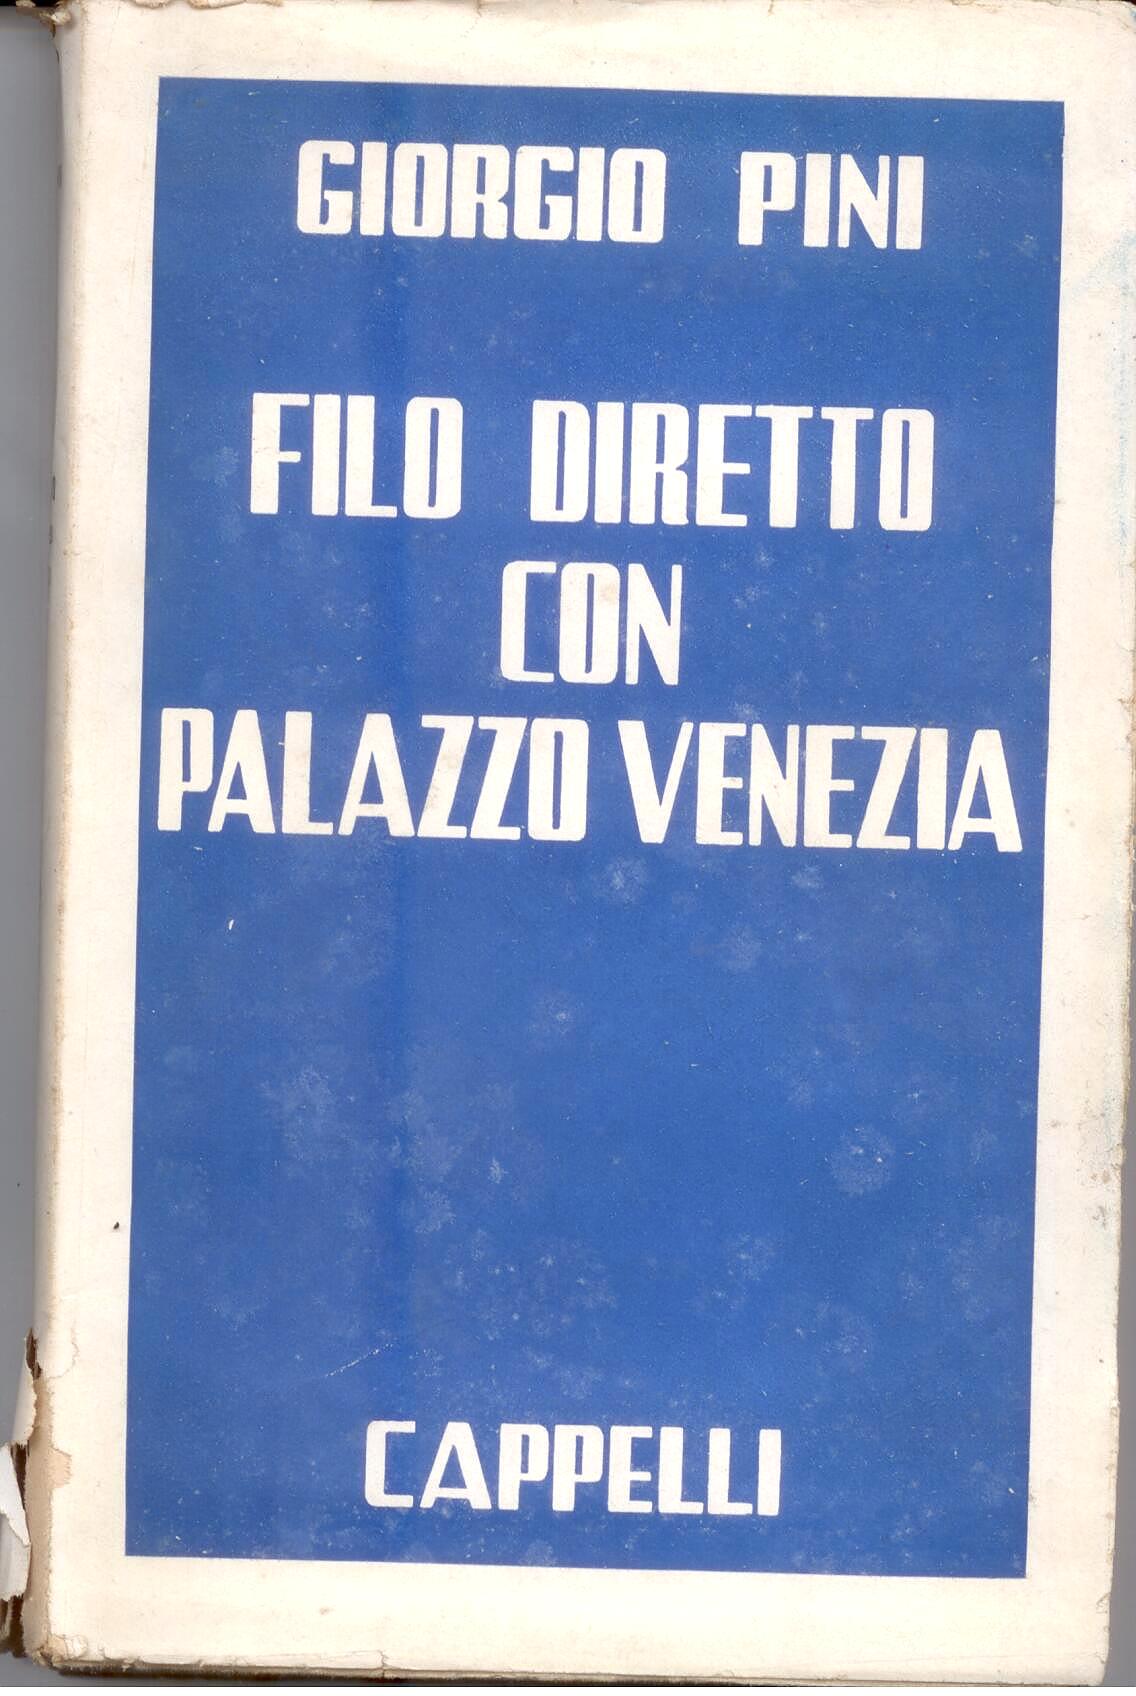 GIORGIO PINI
FILO DIRETTO
CON
PALAZZO VENEZIA
CAPPELLI